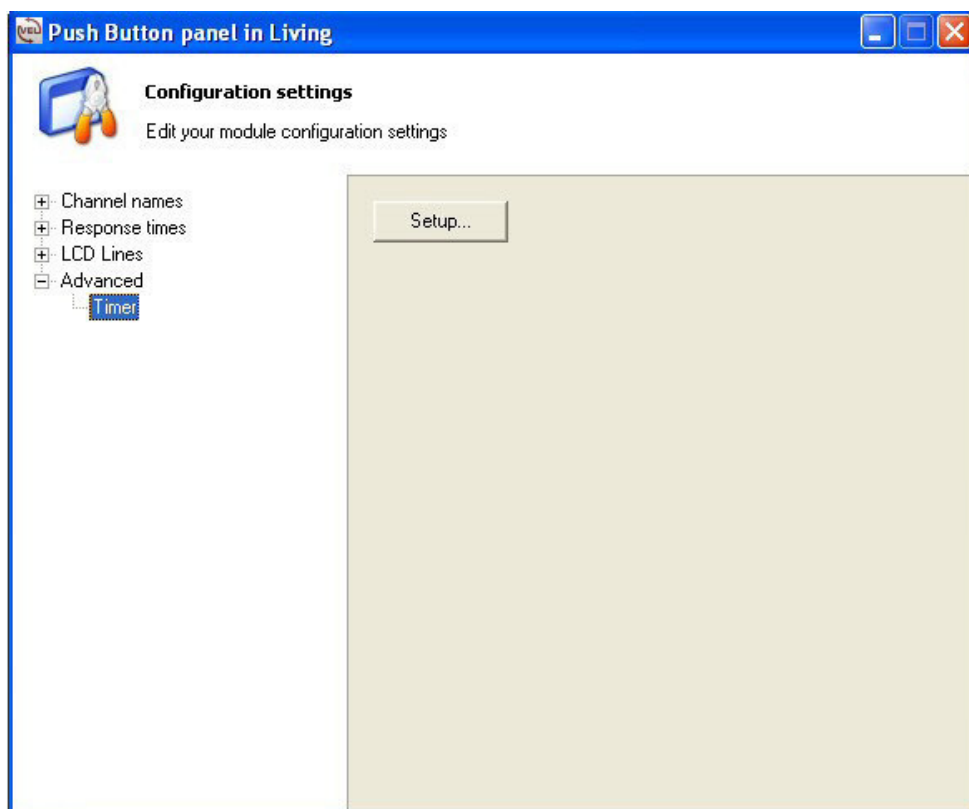 VEL
Push Button panel in Living
Configuration settings
Edit your module configuration settings
Channel names
Response times
LCD Lines
Advanced
Timer
Setup...